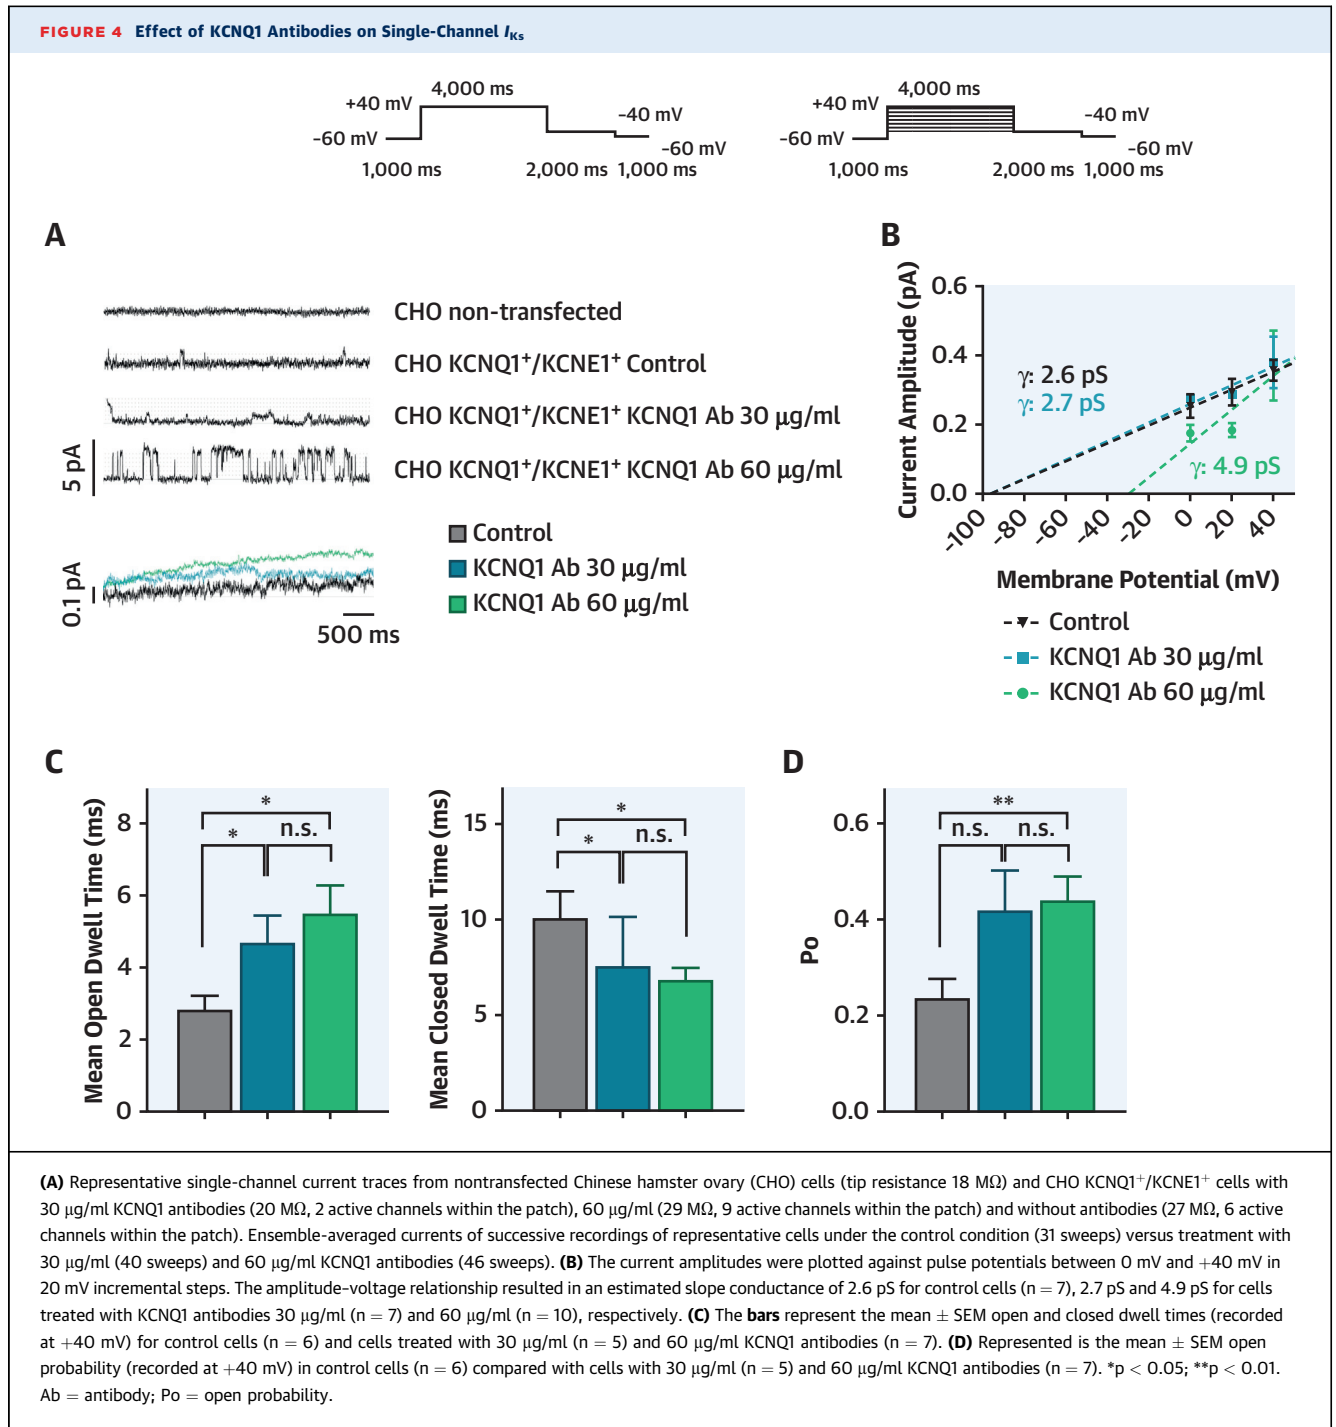 FIGURE 4 Effect of KCNQ1 Antibodies on Single-Channel IKs
4,000 ms
+40 mV
-40 mV
-60 mV
-60 mV
1,000 ms
2,000 ms 1,000 ms
4,000 ms
+40 mV
-40 mV
-60 mV
-60 mV
1,000 ms
2,000 ms 1,000 ms
A
CHO non-transfected
CHO KCNQ1+/KCNE1+ Control
CHO KCNQ1+/KCNE1+ KCNQ1 Ab 30 μg/ml
CHO KCNQ1+/KCNE1+ KCNQ1 Ab 60 μg/ml
5 pA
0.1 pA
500 ms
Control
KCNQ1 Ab 30 μg/ml
KCNQ1 Ab 60 μg/ml
B
Current Amplitude (pA)
0.6
0.4
0.2
0.0
γ: 2.6 pS
γ: 2.7 pS
γ: 4.9 pS
-100 -80 -60 -40 -20 0 20 40
Membrane Potential (mV)
Control
KCNQ1 Ab 30 μg/ml
KCNQ1 Ab 60 μg/ml
C
Mean Open Dwell Time (ms)
8
6
4
2
0
*
* n.s.
Mean Closed Dwell Time (ms)
15
10
5
0
*
* n.s.
D
Po
0.6
0.4
0.2
0.0
**
n.s. n.s.
(A) Representative single-channel current traces from nontransfected Chinese hamster ovary (CHO) cells (tip resistance 18 MΩ) and CHO KCNQ1+/KCNE1+ cells with
30 μg/ml KCNQ1 antibodies (20 MΩ, 2 active channels within the patch), 60 μg/ml (29 MΩ, 9 active channels within the patch) and without antibodies (27 MΩ, 6 active
channels within the patch). Ensemble-averaged currents of successive recordings of representative cells under the control condition (31 sweeps) versus treatment with
30 μg/ml (40 sweeps) and 60 μg/ml KCNQ1 antibodies (46 sweeps). (B) The current amplitudes were plotted against pulse potentials between 0 mV and +40 mV in
20 mV incremental steps. The amplitude-voltage relationship resulted in an estimated slope conductance of 2.6 pS for control cells (n = 7), 2.7 pS and 4.9 pS for cells
treated with KCNQ1 antibodies 30 μg/ml (n = 7) and 60 μg/ml (n = 10), respectively. (C) The bars represent the mean ± SEM open and closed dwell times (recorded
at +40 mV) for control cells (n = 6) and cells treated with 30 μg/ml (n = 5) and 60 μg/ml KCNQ1 antibodies (n = 7). (D) Represented is the mean ± SEM open
probability (recorded at +40 mV) in control cells (n = 6) compared with cells with 30 μg/ml (n = 5) and 60 μg/ml KCNQ1 antibodies (n = 7). *p < 0.05; **p < 0.01.
Ab = antibody; Po = open probability.